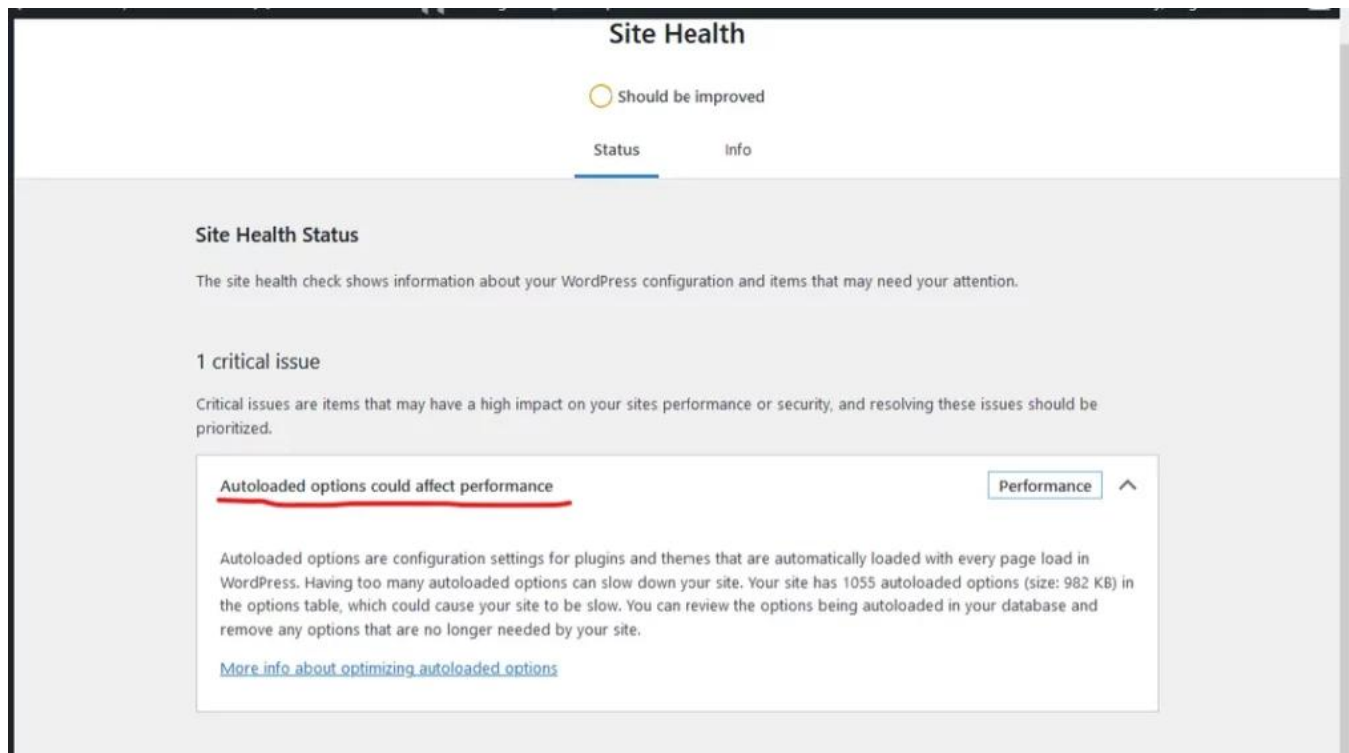 Site Health
Should be improved
Status Info
Site Health Status
The site health check shows information about your WordPress configuration and items that may need your attention.
1 critical issue
Critical issues are items that may have a high impact on your sites performance or security, and resolving these issues should be
prioritized.
Autoloaded options could affect performance Performance
Autoloaded options are configuration settings for plugins and themes that are automatically loaded with every page load in
WordPress. Having too many autoloaded options can slow down your site. Your site has 1055 autoloaded options (size: 982 KB) in
the options table, which could cause your site to be slow. You can review the options being autoloaded in your database and
remove any options that are no longer needed by your site.
More info about optimizing autoloaded options